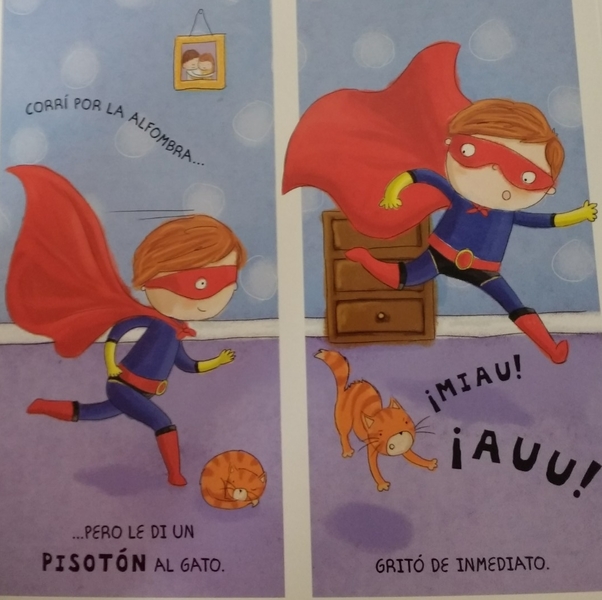 CORRÍ POR LA ALFOMBRA...
...PERO LE DI UN
PISOTÓN AL GATO.
¡MIAU!
¡AUU!
GRITÓ DE INMEDIATO.